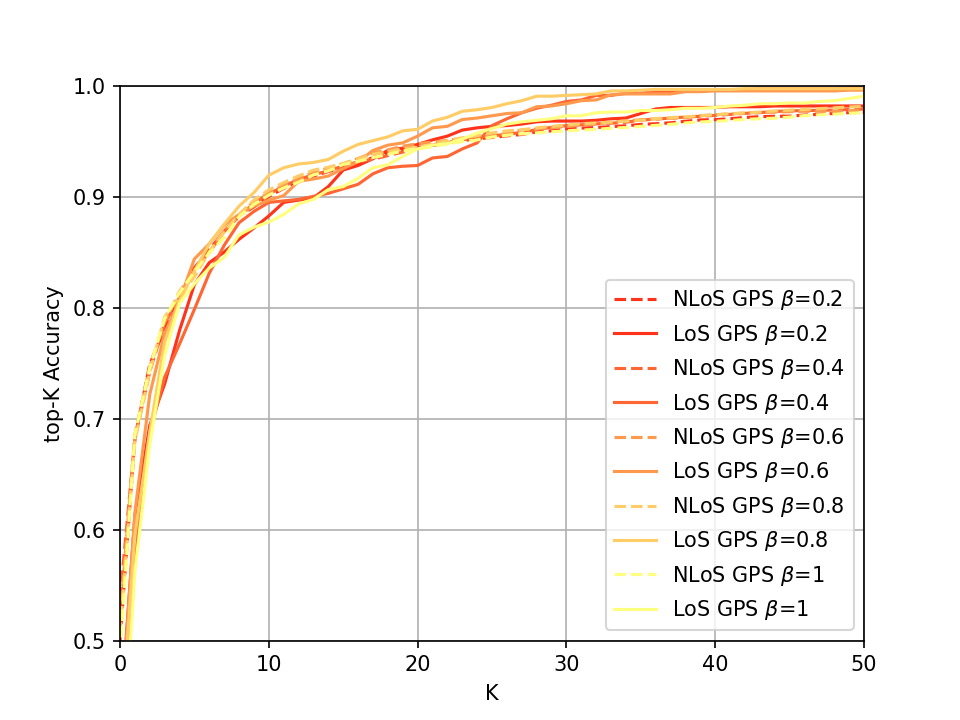 1.0
0.9
0.8
0.7
0.6
0.5
top-K Accuracy
0
10
20
30
40
50
K
NLoS GPS β=0.2
LoS GPS β=0.2
NLoS GPS β=0.4
LoS GPS β=0.4
NLoS GPS β=0.6
LoS GPS β=0.6
NLoS GPS β=0.8
LoS GPS β=0.8
NLoS GPS β=1
LoS GPS β=1